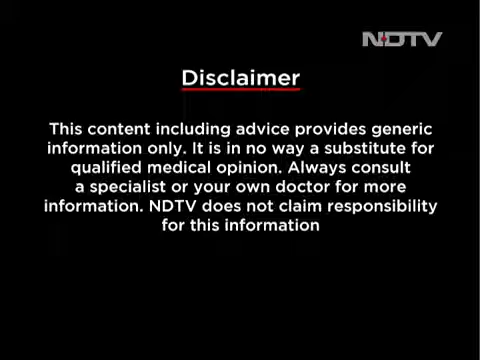 NDTV
Disclaimer
This content including advice provides generic
information only. It is in no way a substitute for
qualified medical opinion. Always consult
a specialist or your own doctor for more
information. NDTV does not claim responsibility
for this information